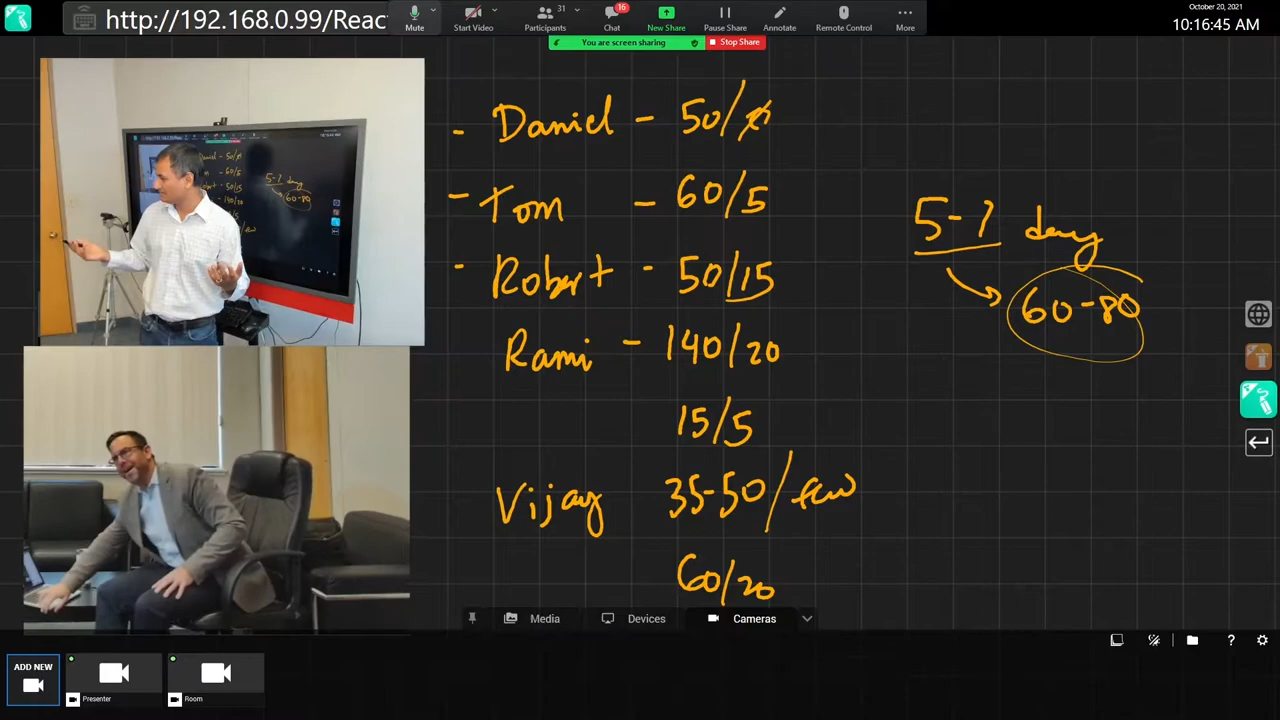 http://192.168.0.99/Reac
Mute
Start Video
31
Participants
16
Chat
New Share
Pause Share
Annotate
Remote Control
More
October 20, 2021
10:16:45 AM
You are screen sharing
Stop Share
- Daniel - 50/
- Tom - 60/5
- Robert - 50/15
Rami - 140/20
15/5
Vijay 35-50/few
60/20
5-7 day
60-80
Media
Devices
Cameras
ADD NEW
Presenter
Room